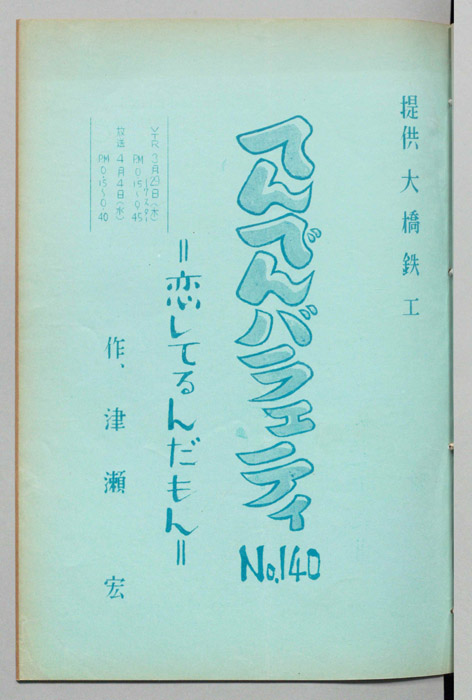 提供 大橋鉄工
てんでんバラエティ
No.140
=恋してるんだもん=
作、津瀬 宏
VTR 3月29日(木)
PM 0.15~0.45
放送 4月4日(水)
PM 0.15~0.40